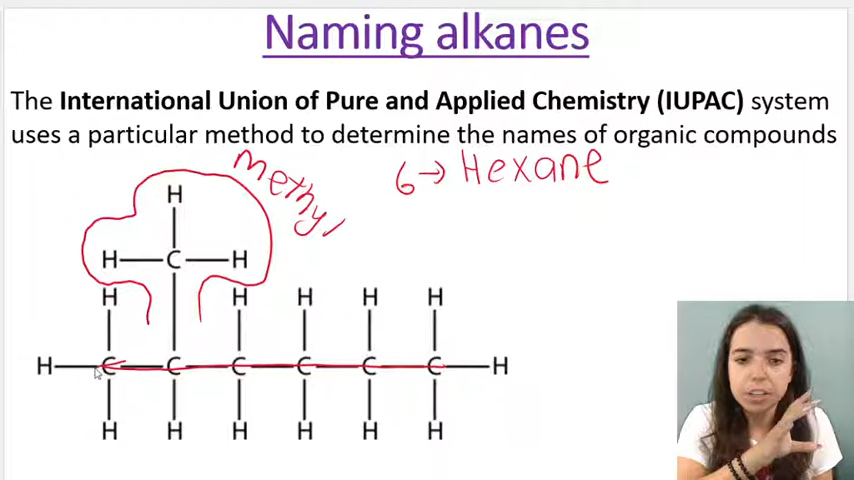 Naming alkanes
The International Union of Pure and Applied Chemistry (IUPAC) system
uses a particular method to determine the names of organic compounds
6→ Hexane
methyl
H
H C H
H H H H H
H C C C C C C H
H H H H H H